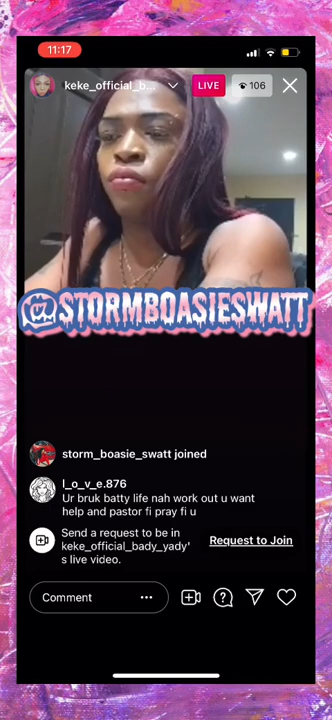 11:17
keke_official_b...
LIVE
106
@STORMBOASIESWATT
storm_boasie_swatt joined
l_o_v_e.876
Ur bruk batty life nah work out u want
help and pastor fi pray fi u
Send a request to be in
keke_official_bady_yady'
s live video.
Request to Join
Comment